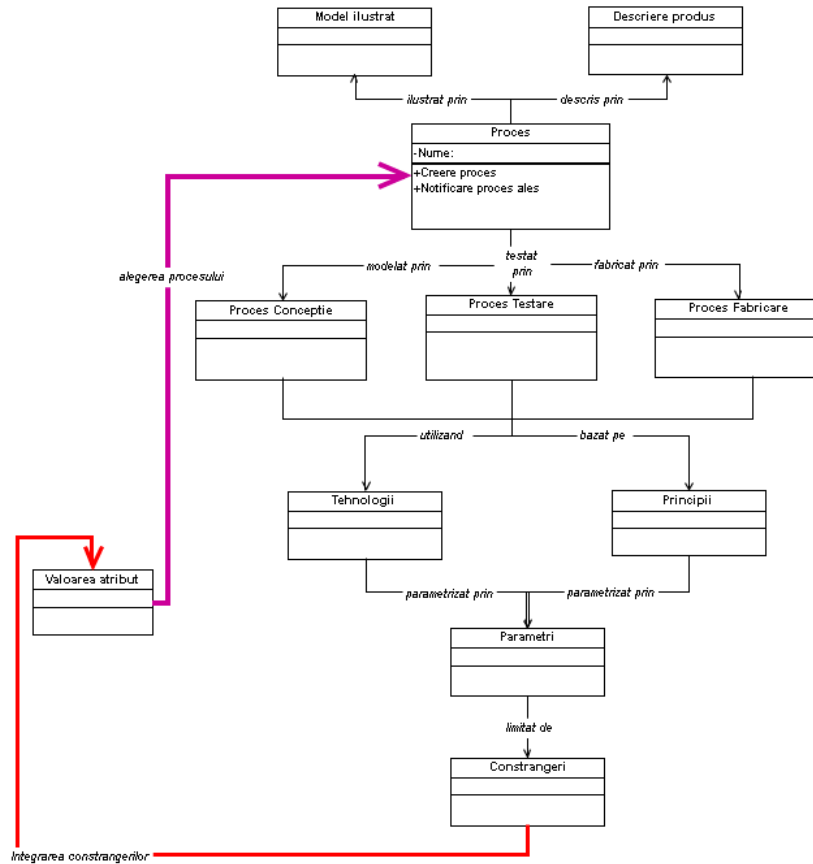 Model ilustrat
Descriere produs
ilustrat prin
descris prin
Proces
-Nume:
+Creere proces
+Notificare proces ales
alegerea procesului
modelat prin
testat
prin
fabricat prin
Proces Conceptie
Proces Testare
Proces Fabricare
utilizand
bazat pe
Tehnologii
Principii
Valoarea atribut
parametrizat prin
parametrizat prin
Parametri
limitat de
Constrangeri
Integrarea constrangerilor